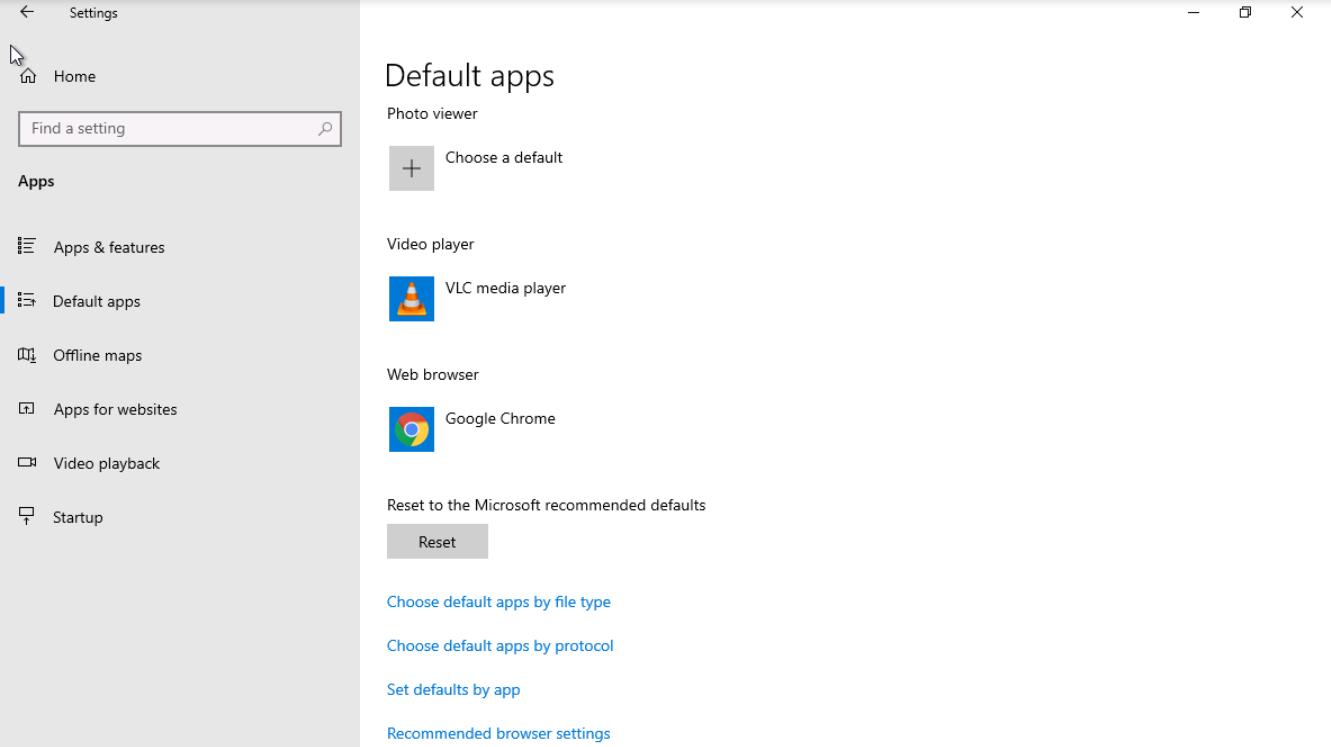 Settings
Home
Find a setting
Apps
Apps & features
Default apps
Offline maps
Apps for websites
Video playback
Startup
Default apps
Photo viewer
Choose a default
Video player
VLC media player
Web browser
Google Chrome
Reset to the Microsoft recommended defaults
Reset
Choose default apps by file type
Choose default apps by protocol
Set defaults by app
Recommended browser settings